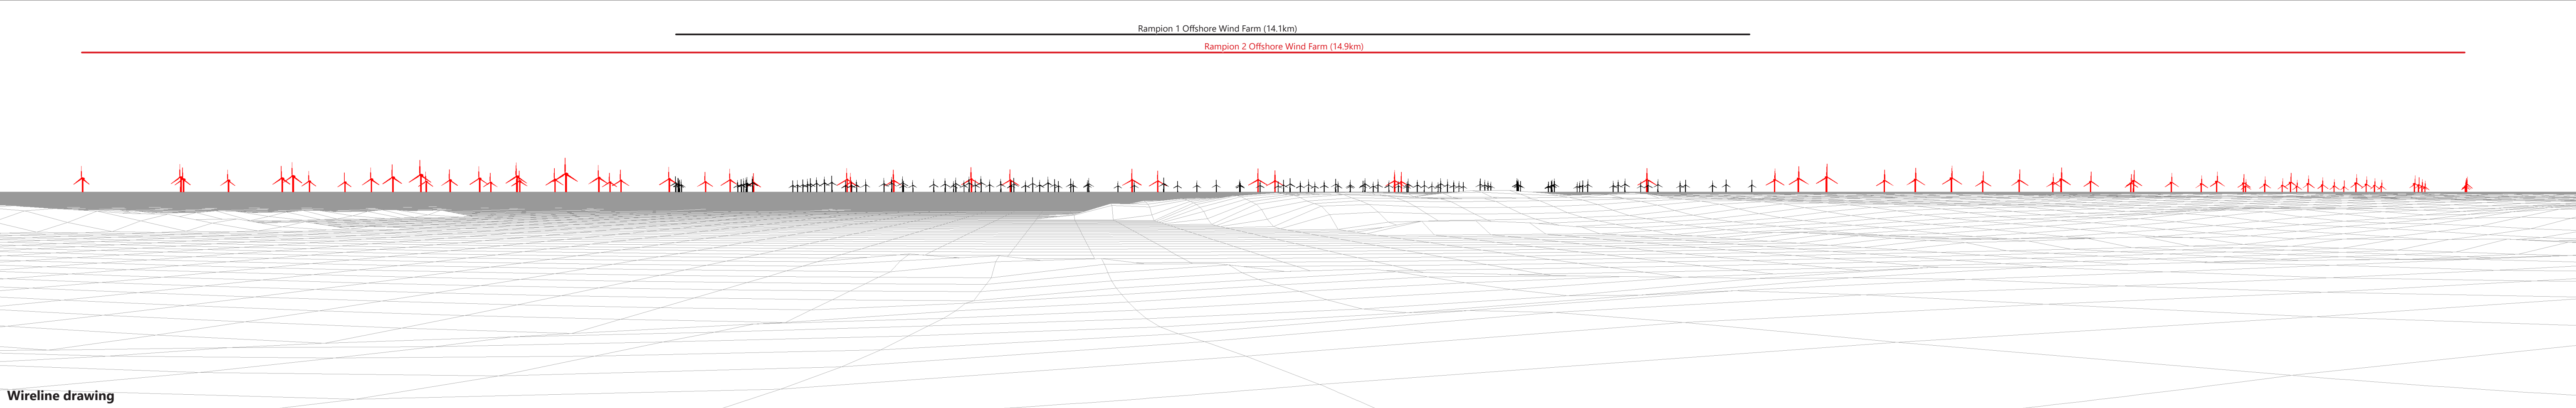 Rampion 1 Offshore Wind Farm (14.1km)
Rampion 2 Offshore Wind Farm (14.9km)
Wireline drawing